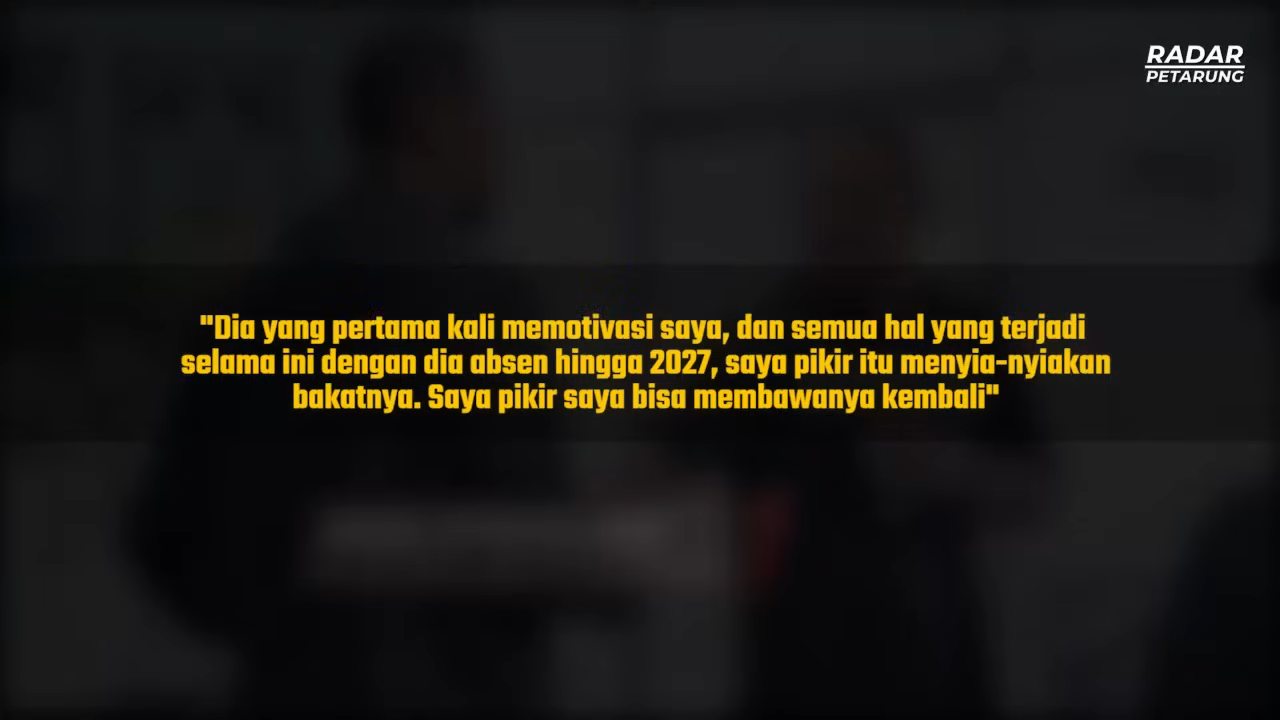 RADAR
PETARUNG
"Dia yang pertama kali memotivasi saya, dan semua hal yang terjadi
selama ini dengan dia absen hingga 2027, saya pikir itu menyia-nyiakan
bakatnya. Saya pikir saya bisa membawanya kembali"